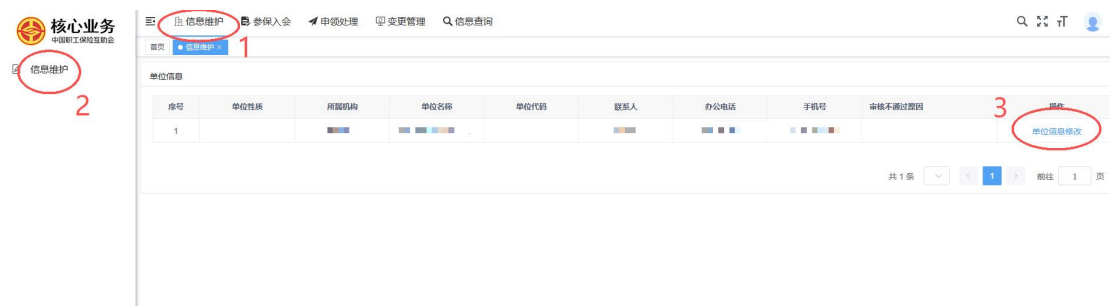 核心业务
中国职工保险互助会
信息维护 参保入会 申领处理 变更管理 信息查询
首页 信息维护 ×
1
信息维护
2
单位信息
序号 单位性质 所属机构 单位名称 单位代码 联系人 办公电话 手机号 审核不通过原因 操作
3
1 单位信息修改
共 1 条 1 前往 1 页